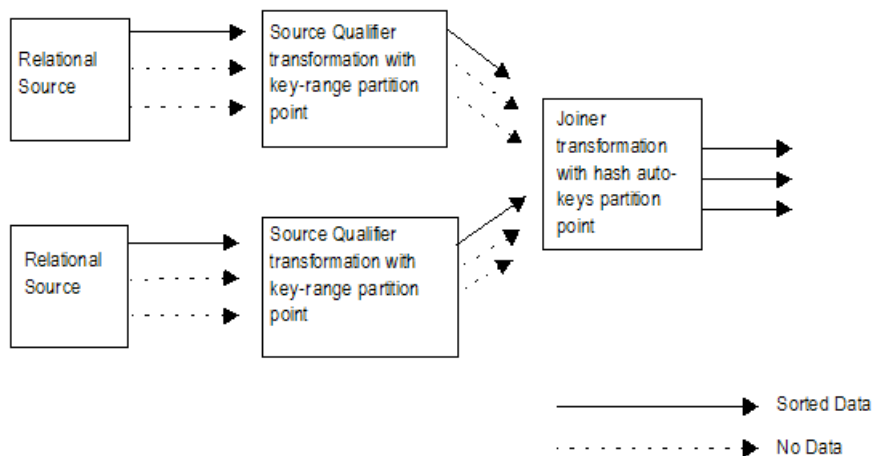 Relational
Source
Source Qualifier
transformation with
key-range partition
point
Joiner
transformation
with hash auto-
keys partition
point
Relational
Source
Source Qualifier
transformation with
key-range partition
point
Sorted Data
No Data